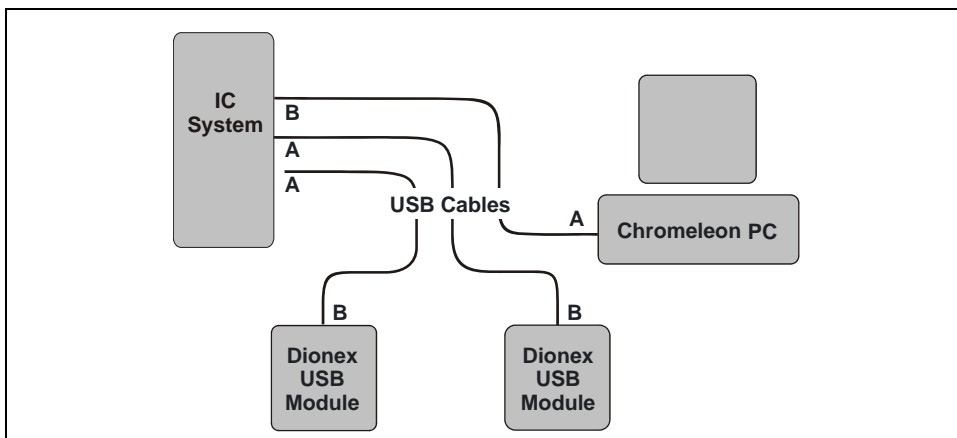 IC
System
B
A
A
USB Cables
A
Chromeleon PC
B
B
Dionex
USB
Module
Dionex
USB
Module